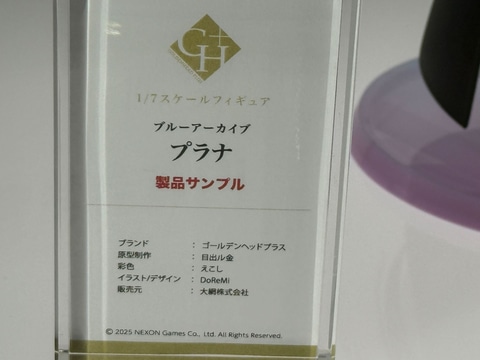 GH+
1/7スケールフィギュア
ブルーアーカイブ
プラナ
製品サンプル
ブランド : ゴールデンヘッドプラス
原型制作 : 目出ル金
彩色 : えこし
イラスト/デザイン : DoReMi
販売元 : 大網株式会社
© 2025 NEXON Games Co., Ltd. All Rights Reserved.